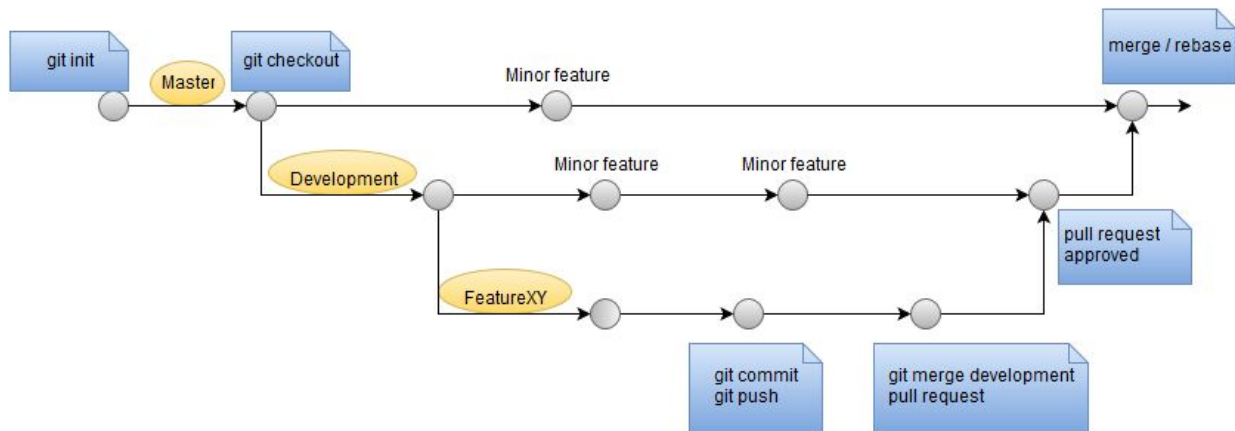 git init
Master
git checkout
Minor feature
merge / rebase
Development
Minor feature
Minor feature
pull request
approved
FeatureXY
git commit
git push
git merge development
pull request